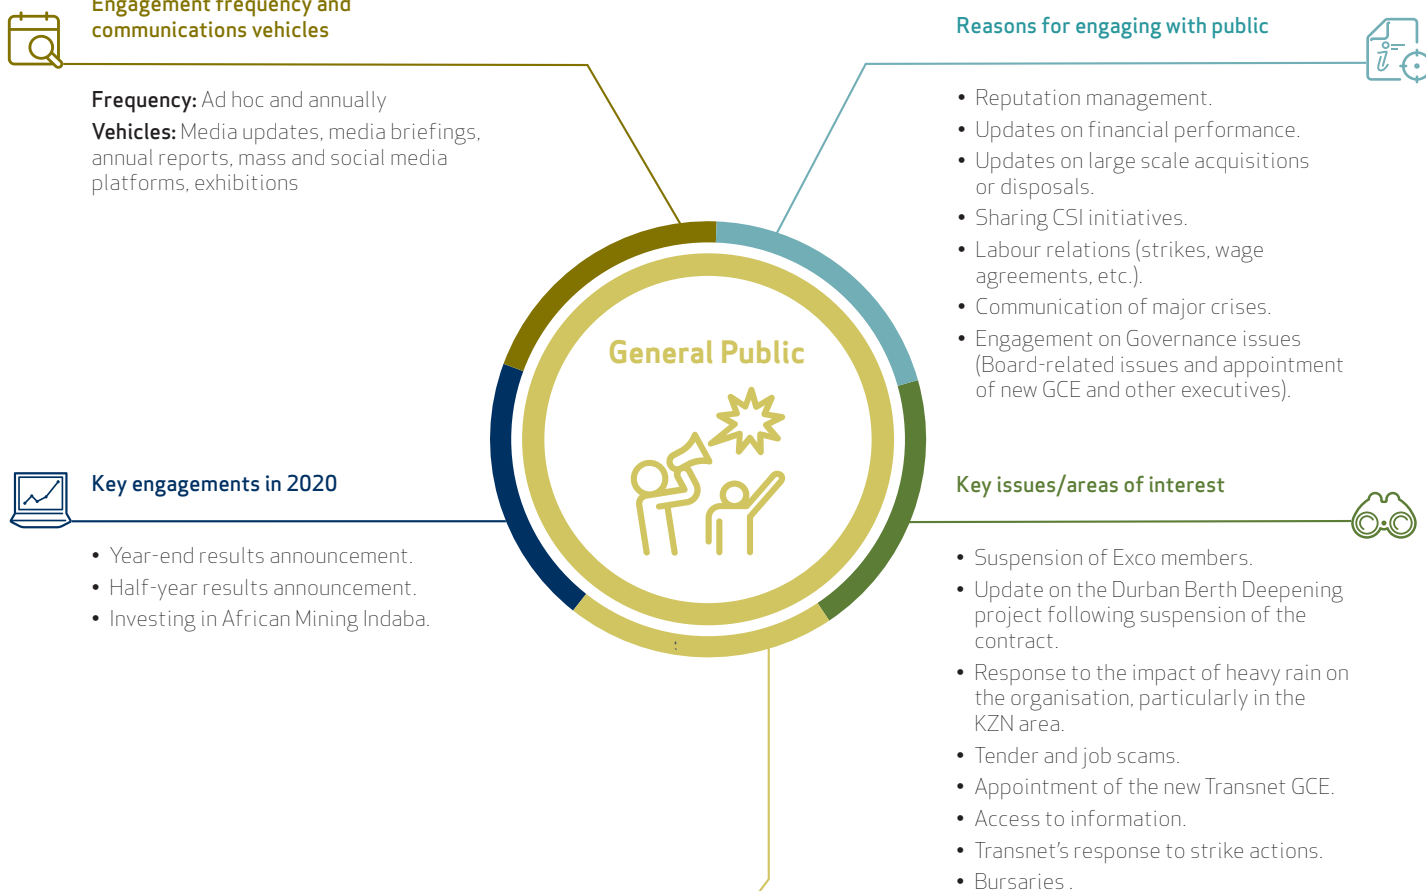 Engagement frequency and
communications vehicles
Frequency: Ad hoc and annually
Vehicles: Media updates, media briefings,
annual reports, mass and social media
platforms, exhibitions
Reasons for engaging with public
• Reputation management.
• Updates on financial performance.
• Updates on large scale acquisitions
or disposals.
• Sharing CSI initiatives.
• Labour relations (strikes, wage
agreements, etc.).
• Communication of major crises.
• Engagement on Governance issues
(Board-related issues and appointment
of new GCE and other executives).
General Public
Key engagements in 2020
• Year-end results announcement.
• Half-year results announcement.
• Investing in African Mining Indaba.
Key issues/areas of interest
• Suspension of Exco members.
• Update on the Durban Berth Deepening
project following suspension of the
contract.
• Response to the impact of heavy rain on
the organisation, particularly in the
KZN area.
• Tender and job scams.
• Appointment of the new Transnet GCE.
• Access to information.
• Transnet's response to strike actions.
• Bursaries .